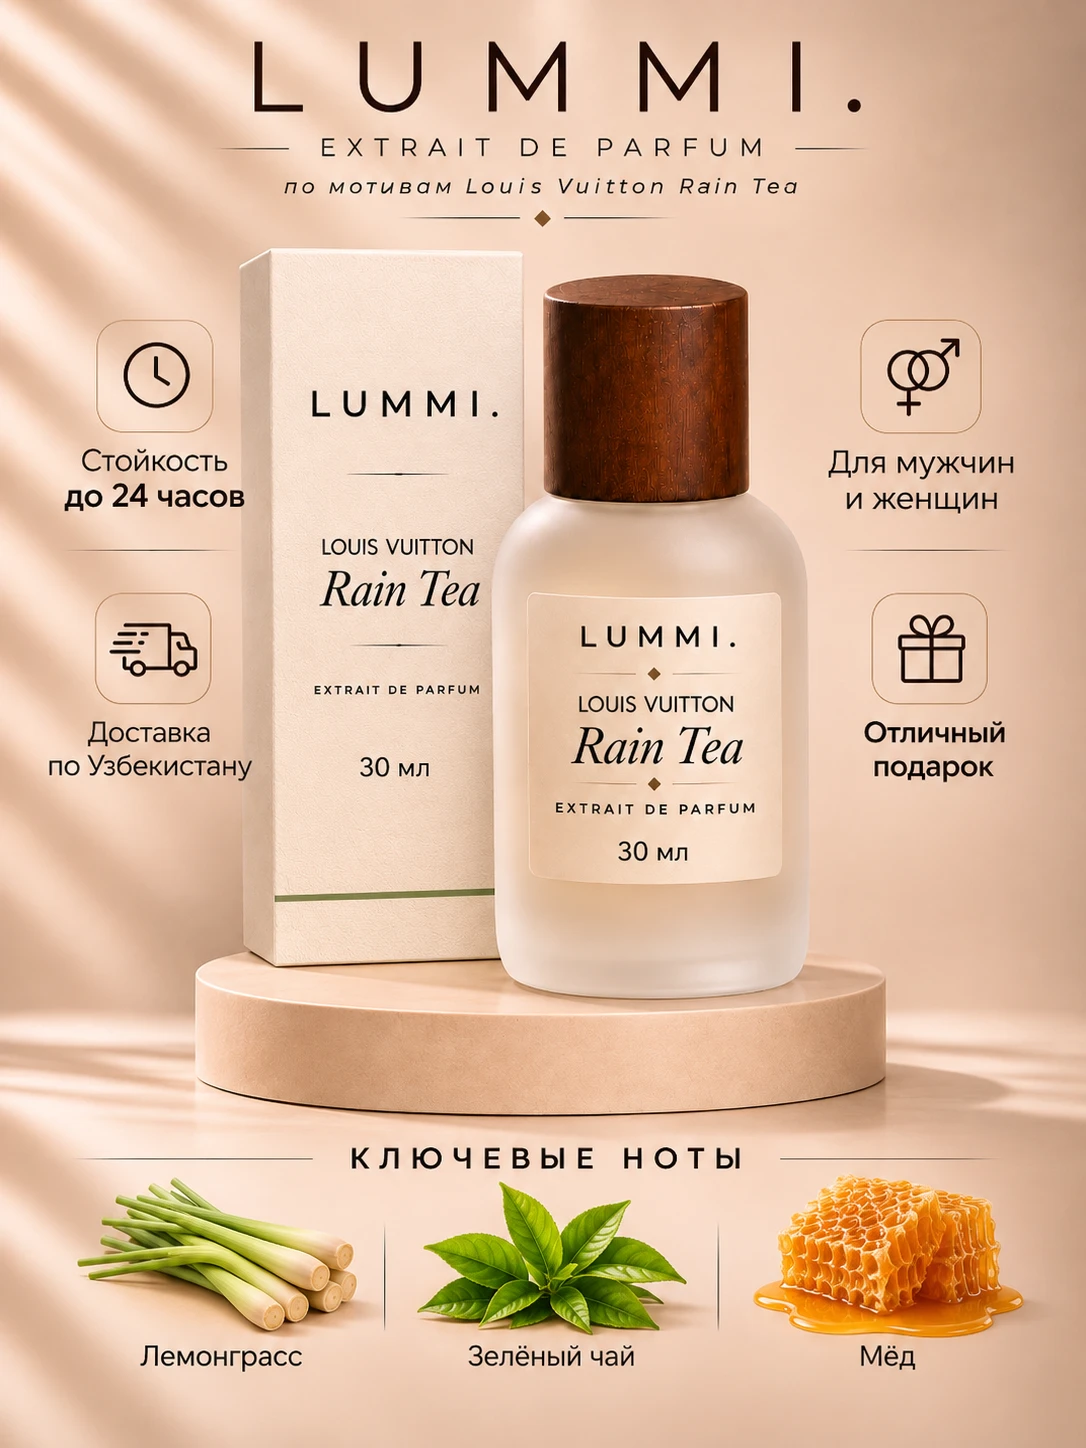 LUMMI.
EXTRAIT DE PARFUM
по мотивам Louis Vuitton Rain Tea
Стойкость
до 24 часов
Доставка
по Узбекистану
LUMMI.
LOUIS VUITTON
Rain Tea
EXTRAIT DE PARFUM
30 мл
LUMMI.
LOUIS VUITTON
Rain Tea
EXTRAIT DE PARFUM
30 мл
Для мужчин
и женщин
Отличный
подарок
КЛЮЧЕВЫЕ НОТЫ
Лемонграсс
Зелёный чай
Мёд